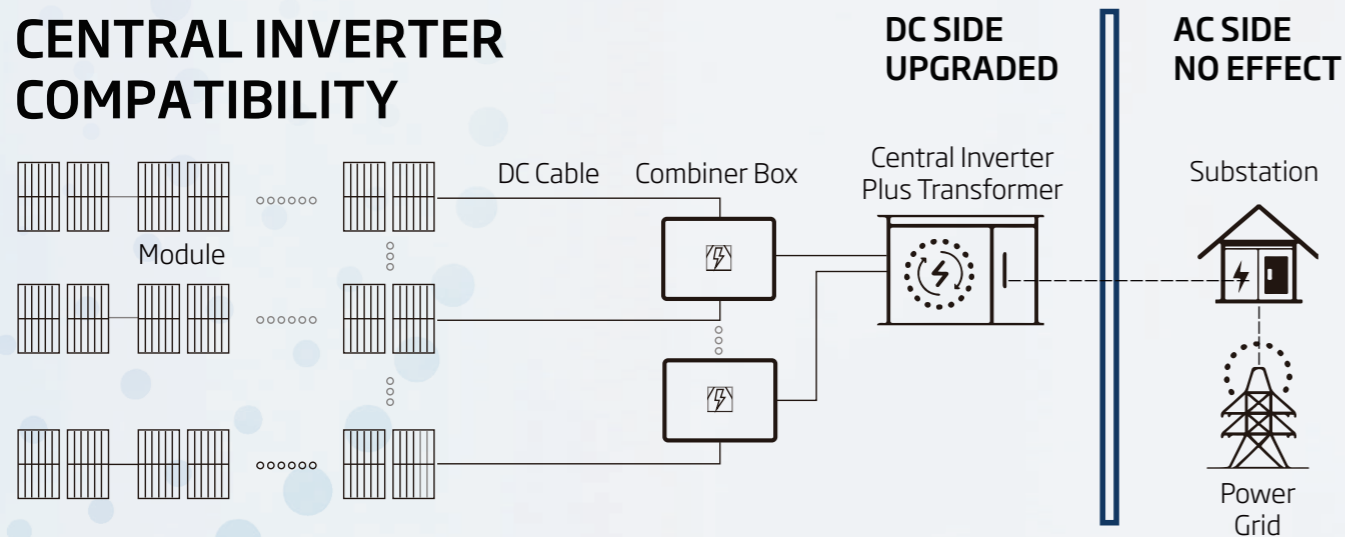 CENTRAL INVERTER
COMPATIBILITY
DC SIDE
UPGRADED
AC SIDE
NO EFFECT
DC Cable
Combiner Box
Central Inverter
Plus Transformer
Substation
Module
Power
Grid